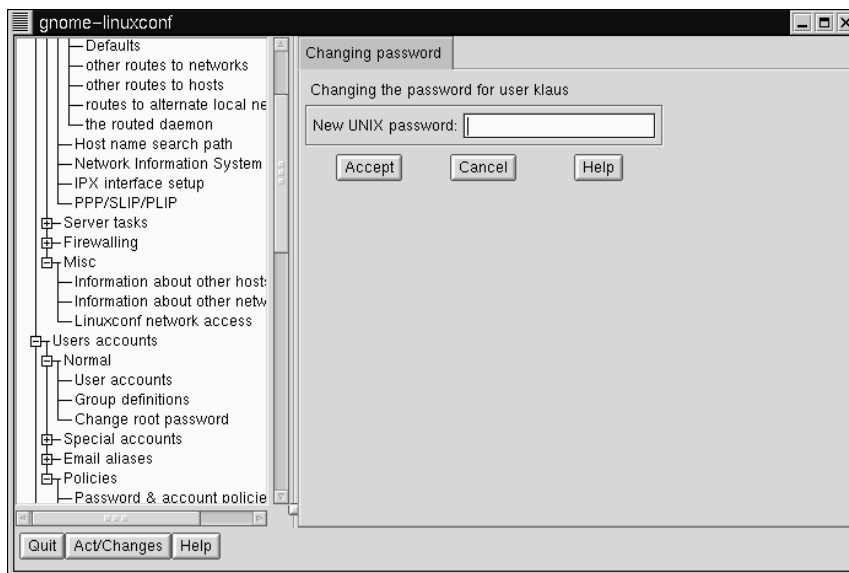 gnome-linuxconf
Defaults
other routes to networks
other routes to hosts
routes to alternate local ne
the routed daemon
Host name search path
Network Information System
IPX interface setup
PPP/SLIP/PLIP
Server tasks
Firewalling
Misc
Information about other host
Information about other netw
Linuxconf network access
Users accounts
Normal
User accounts
Group definitions
Change root password
Special accounts
Email aliases
Policies
Password & account policie
Changing password
Changing the password for user klaus
New UNIX password:
Accept Cancel Help
Quit Act/Changes Help